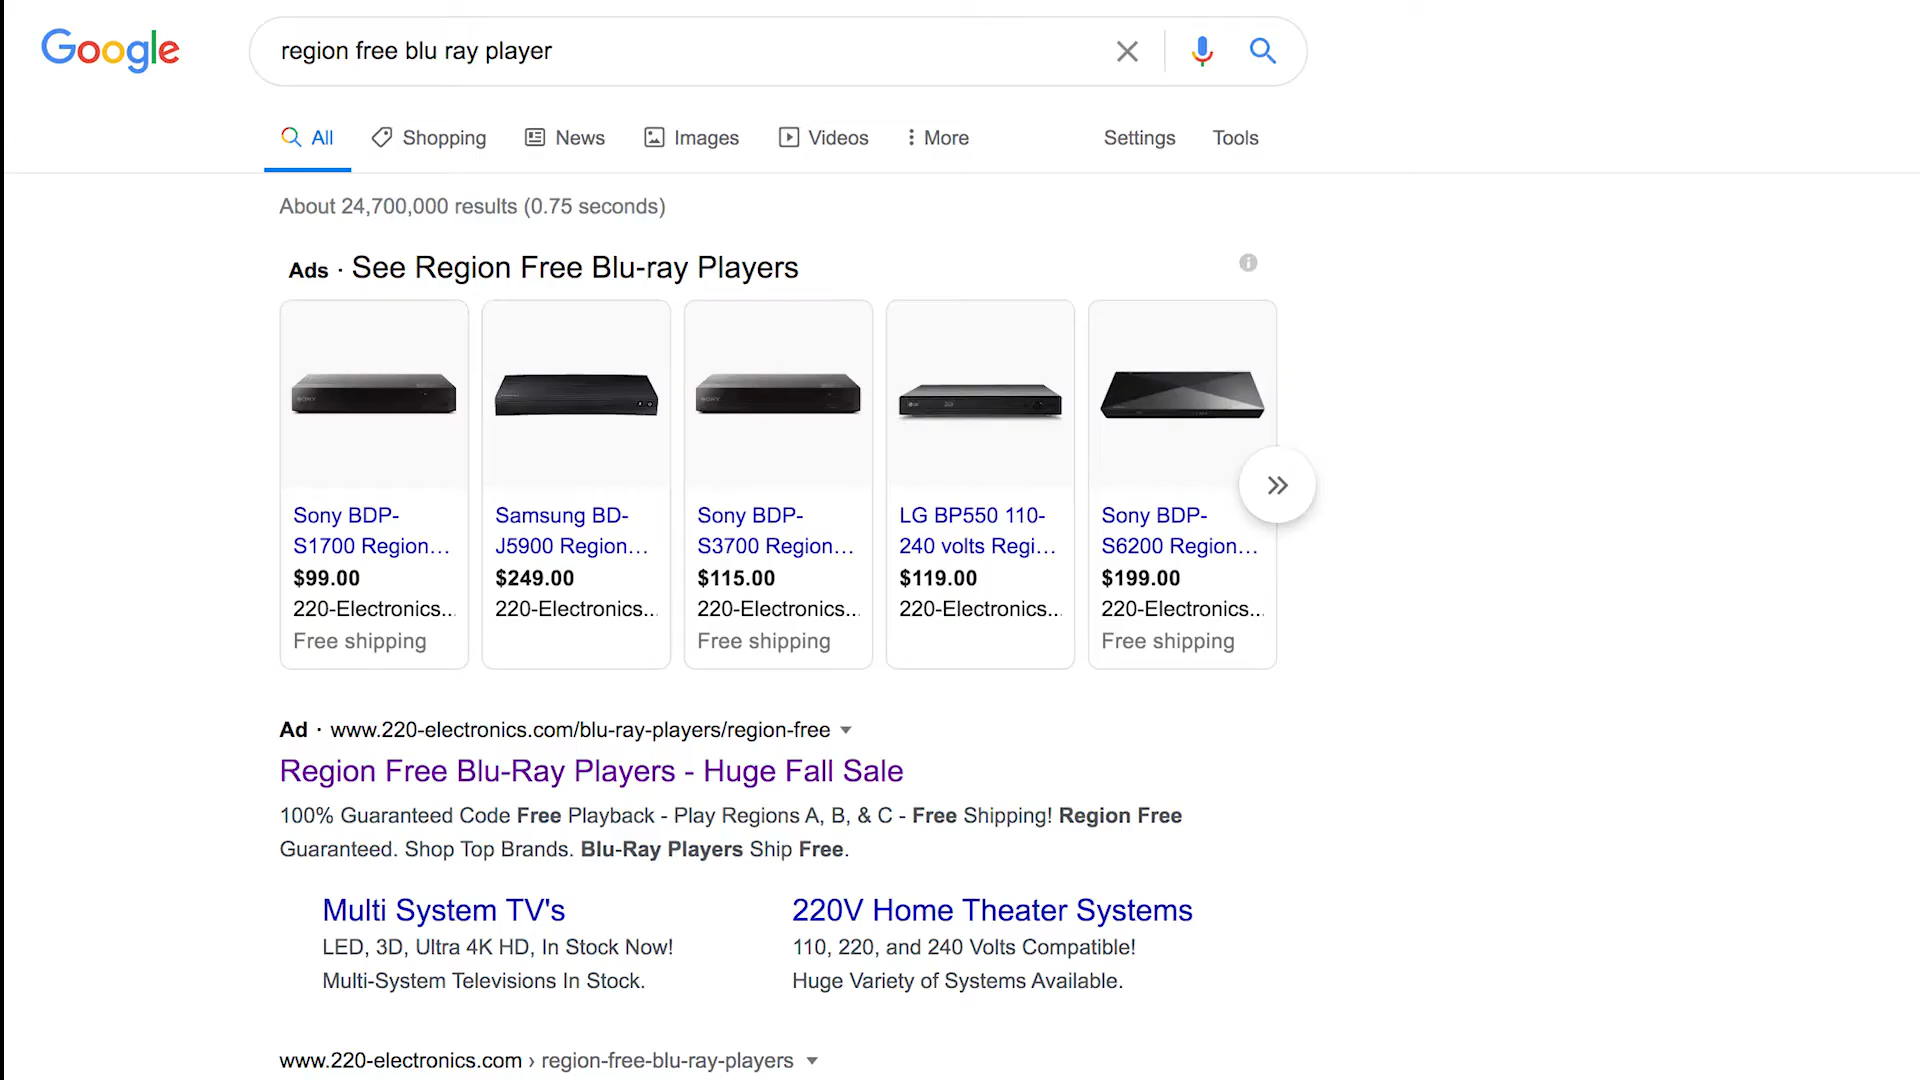 Google
region free blu ray player
All
Shopping
News
Images
Videos
More
Settings
Tools
About 24,700,000 results (0.75 seconds)
Ads · See Region Free Blu-ray Players
SONY
SONY
Sony BDP-
S1700 Region…
$99.00
220-Electronics...
Free shipping
Samsung BD-
J5900 Region…
$249.00
220-Electronics...
Sony BDP-
S3700 Region…
$115.00
220-Electronics...
Free shipping
LG BP550 110-
240 volts Regi…
$119.00
220-Electronics...
Sony BDP-
S6200 Region…
$199.00
220-Electronics...
Free shipping
Ad · www.220-electronics.com/blu-ray-players/region-free
Region Free Blu-Ray Players - Huge Fall Sale
100% Guaranteed Code Free Playback - Play Regions A, B, & C - Free Shipping! Region Free
Guaranteed. Shop Top Brands. Blu-Ray Players Ship Free.
Multi System TV's
LED, 3D, Ultra 4K HD, In Stock Now!
Multi-System Televisions In Stock.
220V Home Theater Systems
110, 220, and 240 Volts Compatible!
Huge Variety of Systems Available.
www.220-electronics.com › region-free-blu-ray-players